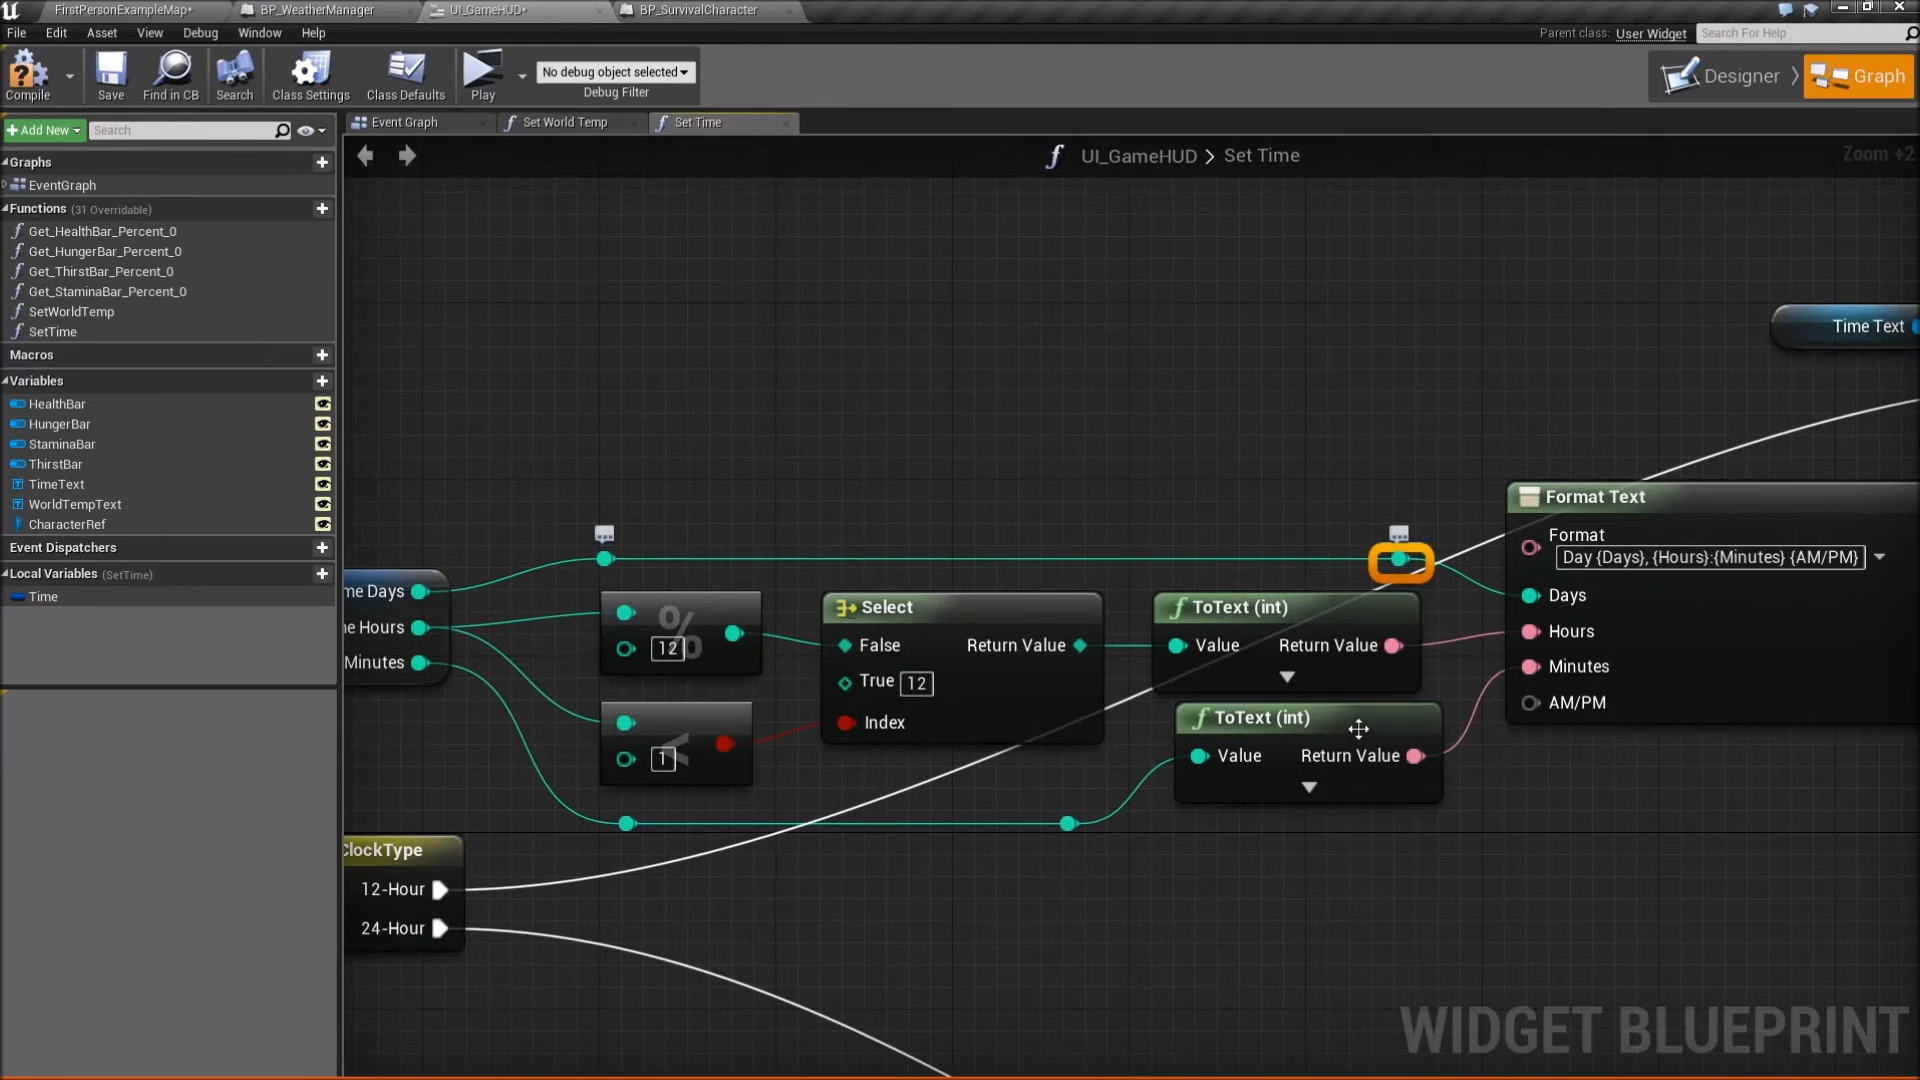 FirstPersonExampleMap*
BP_WeatherManager
UI_GameHUD*
BP_SurvivalCharacter
File Edit Asset View Debug Window Help
Parent class: User Widget
Search For Help
Compile
Save
Find in CB
Search
Class Settings
Class Defaults
Play
No debug object selected
Debug Filter
Designer
Graph
Add New
Search
Event Graph
Set World Temp
Set Time
UI_GameHUD > Set Time
Zoom +2
Graphs
EventGraph
Functions (31 Overridable)
Get_HealthBar_Percent_0
Get_HungerBar_Percent_0
Get_ThirstBar_Percent_0
Get_StaminaBar_Percent_0
SetWorldTemp
SetTime
Macros
Variables
HealthBar
HungerBar
StaminaBar
ThirstBar
TimeText
WorldTempText
CharacterRef
Event Dispatchers
Local Variables (SetTime)
Time
Time Text
me Days
e Hours
Minutes
%
12
<
1
Select
False
Return Value
True 12
Index
ToText (int)
Value
Return Value
ToText (int)
Value
Return Value
Format Text
Format
Day {Days}, {Hours}:{Minutes} {AM/PM}
Days
Hours
Minutes
AM/PM
ClockType
12-Hour
24-Hour
WIDGET BLUEPRINT